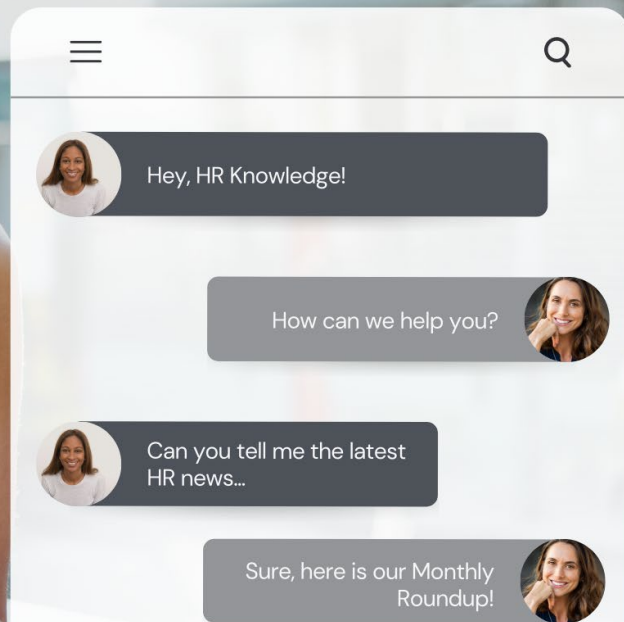 Hey, HR Knowledge!
How can we help you?
Can you tell me the latest
HR news...
Sure, here is our Monthly
Roundup!